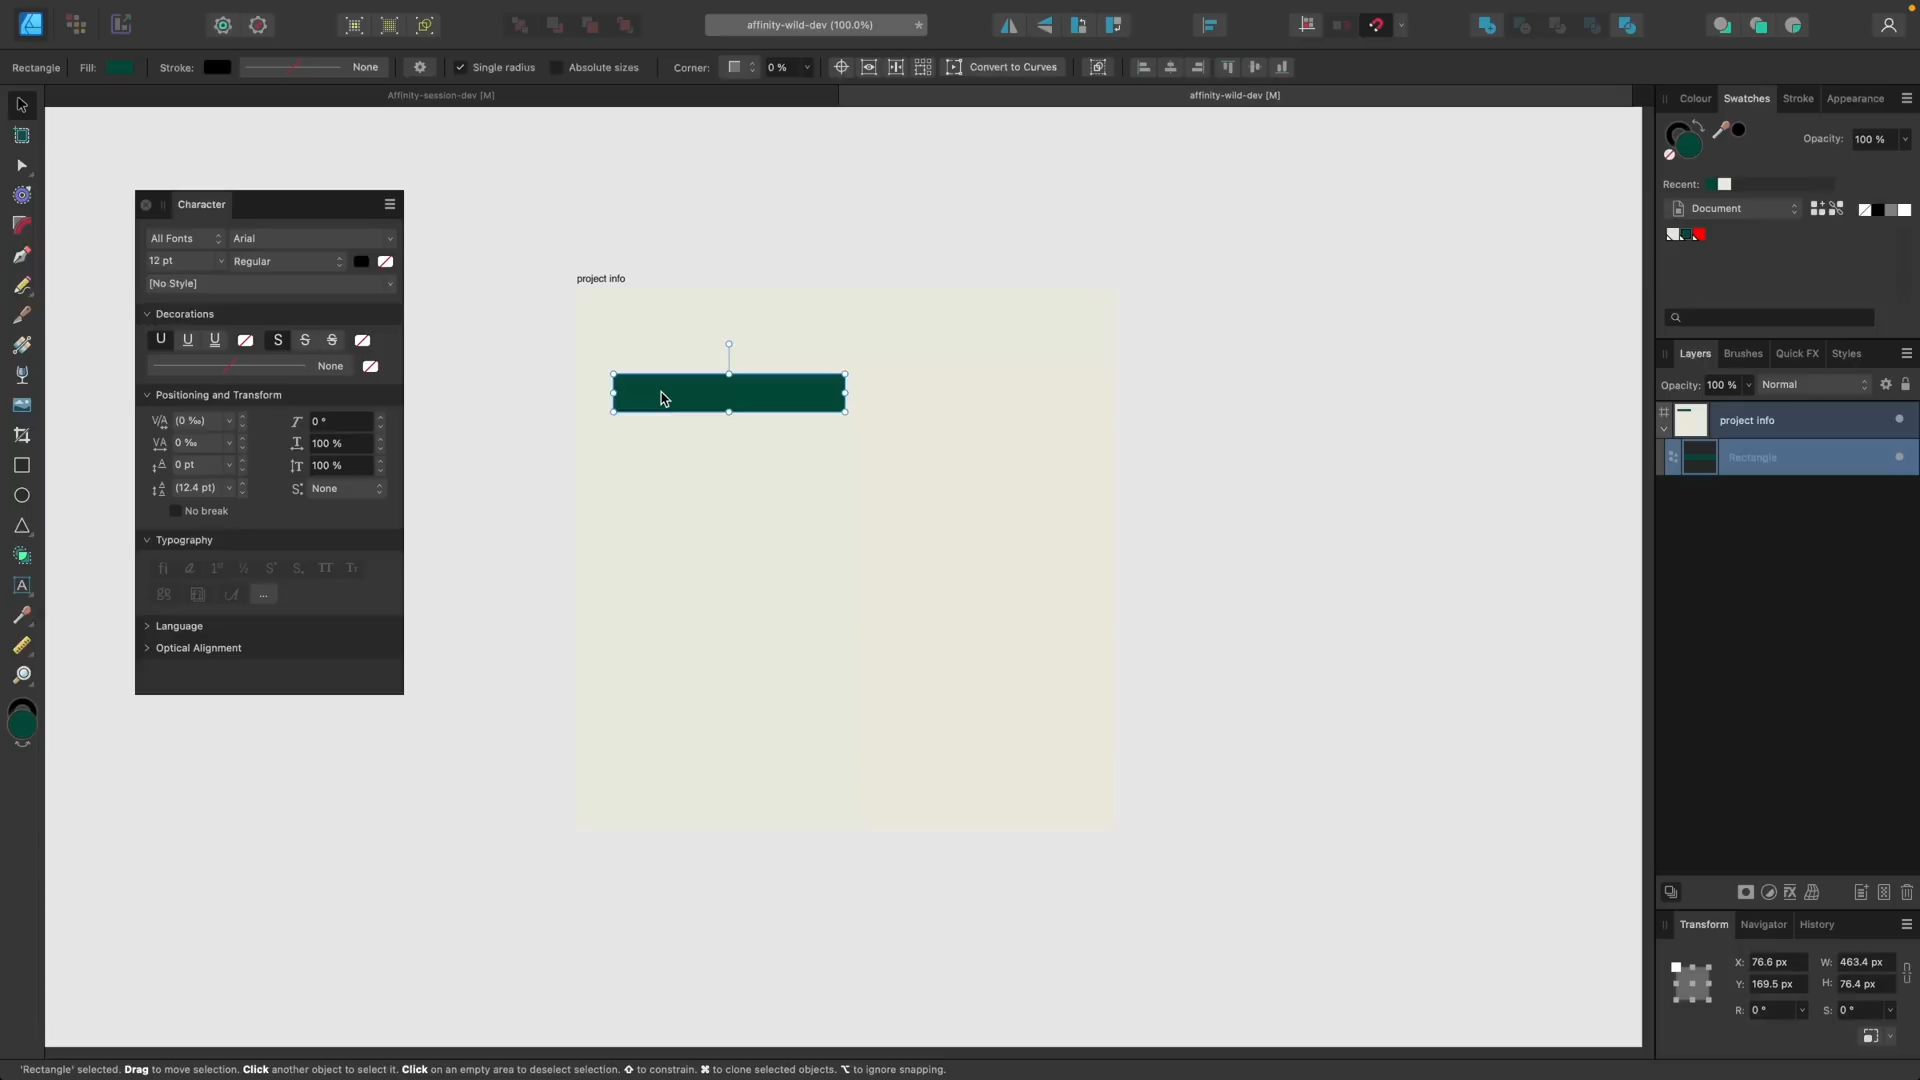 affinity-wild-dev (100.0%)
Rectangle
Fill:
Stroke:
None
Single radius
Absolute sizes
Corner:
0 %
Convert to Curves
Affinity-session-dev [M]
affinity-wild-dev [M]
Colour
Swatches
Stroke
Appearance
Opacity:
100 %
Recent:
Document
Character
All Fonts
Arial
12 pt
Regular
[No Style]
Decorations
U U U S S S
None
Positioning and Transform
(0 ‰)
0 °
0 ‰
100 %
0 pt
100 %
(12.4 pt)
None
No break
Typography
...
Language
Optical Alignment
project info
Layers
Brushes
Quick FX
Styles
Opacity:
100 %
Normal
project info
Rectangle
Transform
Navigator
History
X: 76.6 px
W: 463.4 px
Y: 169.5 px
H: 76.4 px
R: 0 °
S: 0 °
'Rectangle' selected. Drag to move selection. Click another object to select it. Click on an empty area to deselect selection. ⇧ to constrain. ⌘ to clone selected objects. ⌥ to ignore snapping.